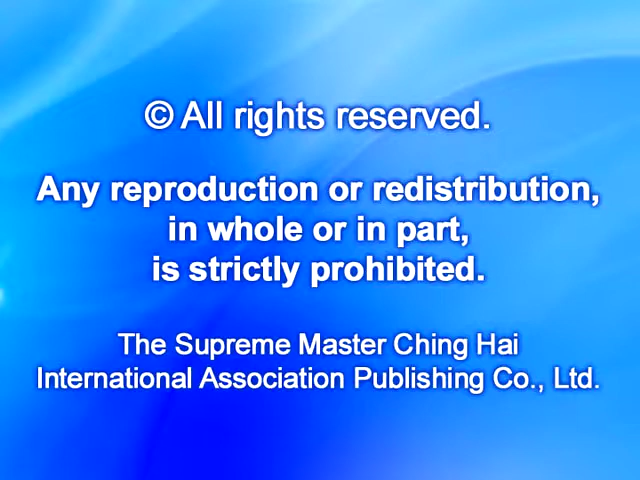 © All rights reserved.
Any reproduction or redistribution,
in whole or in part,
is strictly prohibited.
The Supreme Master Ching Hai
International Association Publishing Co., Ltd.